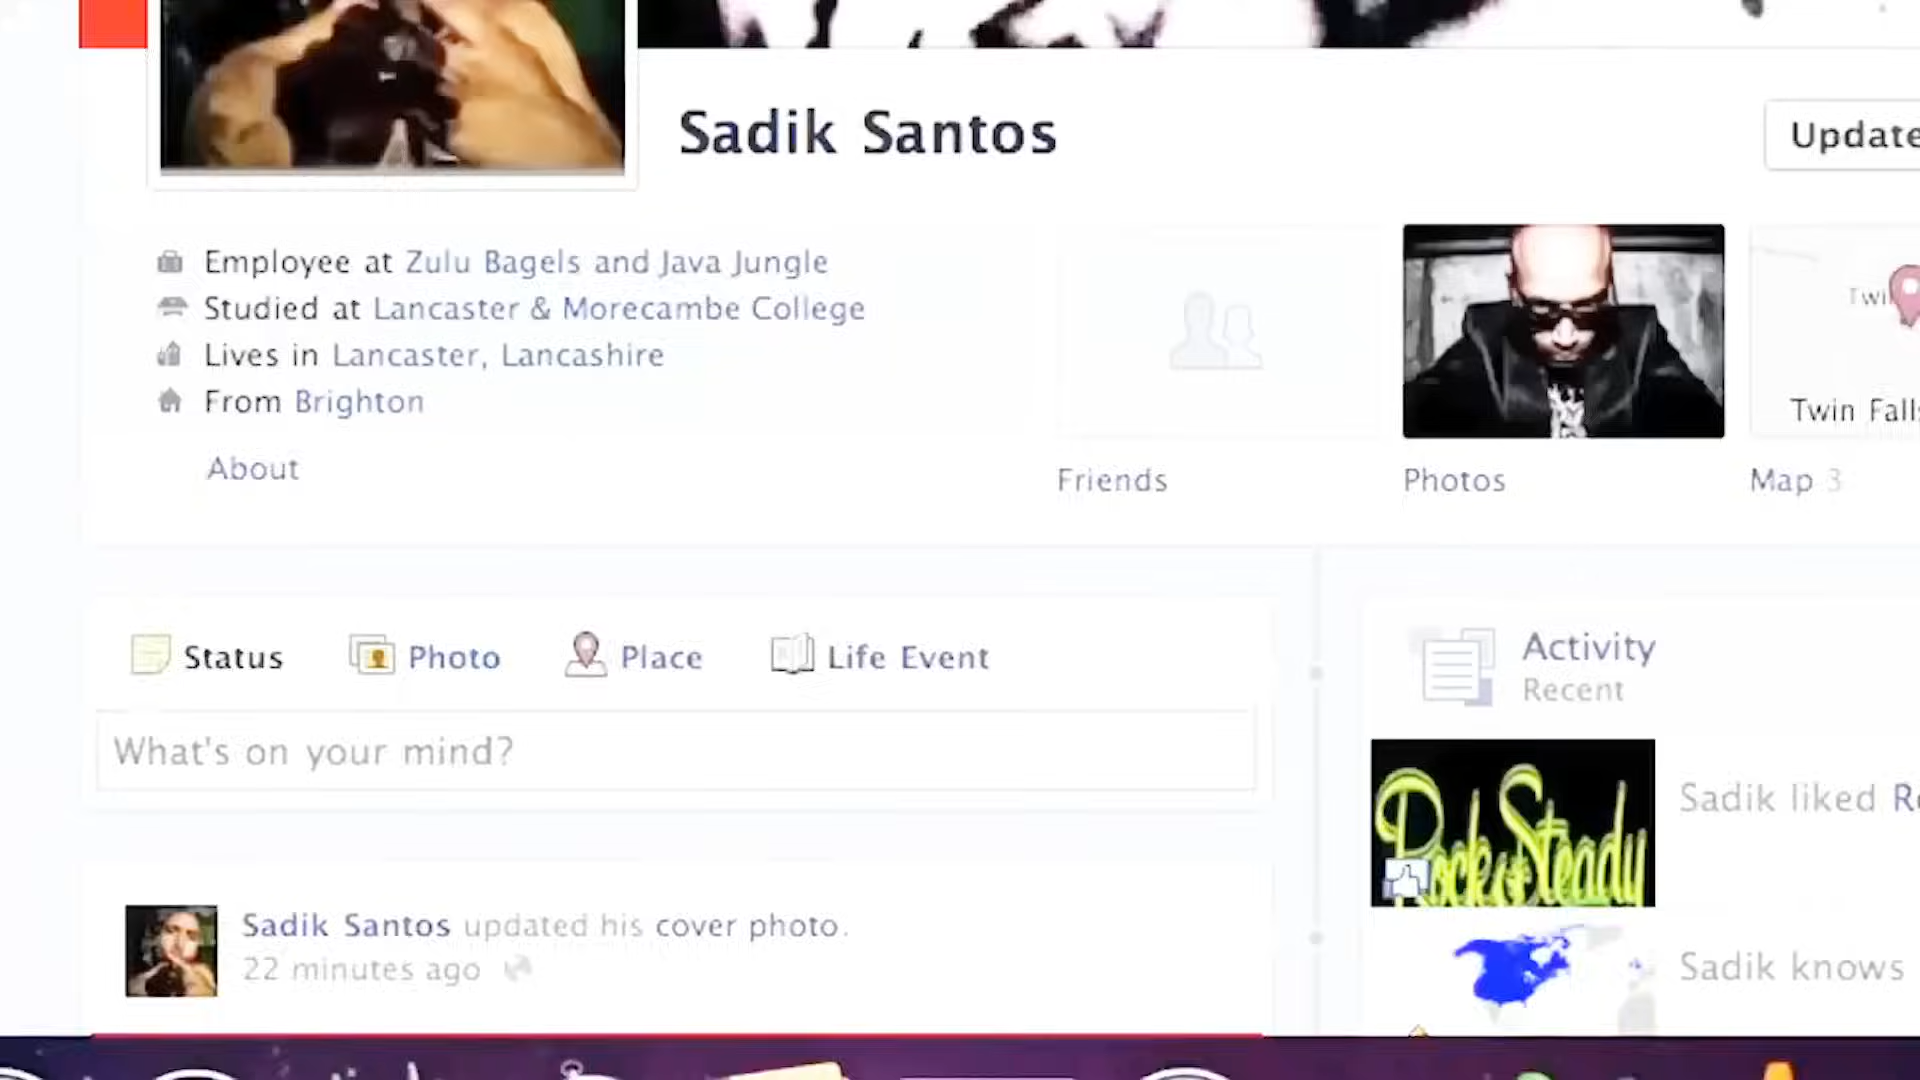 Sadik Santos
Update
Employee at Zulu Bagels and Java Jungle
Studied at Lancaster & Morecambe College
Lives in Lancaster, Lancashire
From Brighton
About
Friends
Photos
Twin Falls
Map 3
Status
Photo
Place
Life Event
What's on your mind?
Activity
Recent
Rock Steady
Sadik liked
Sadik Santos updated his cover photo.
22 minutes ago
Sadik knows